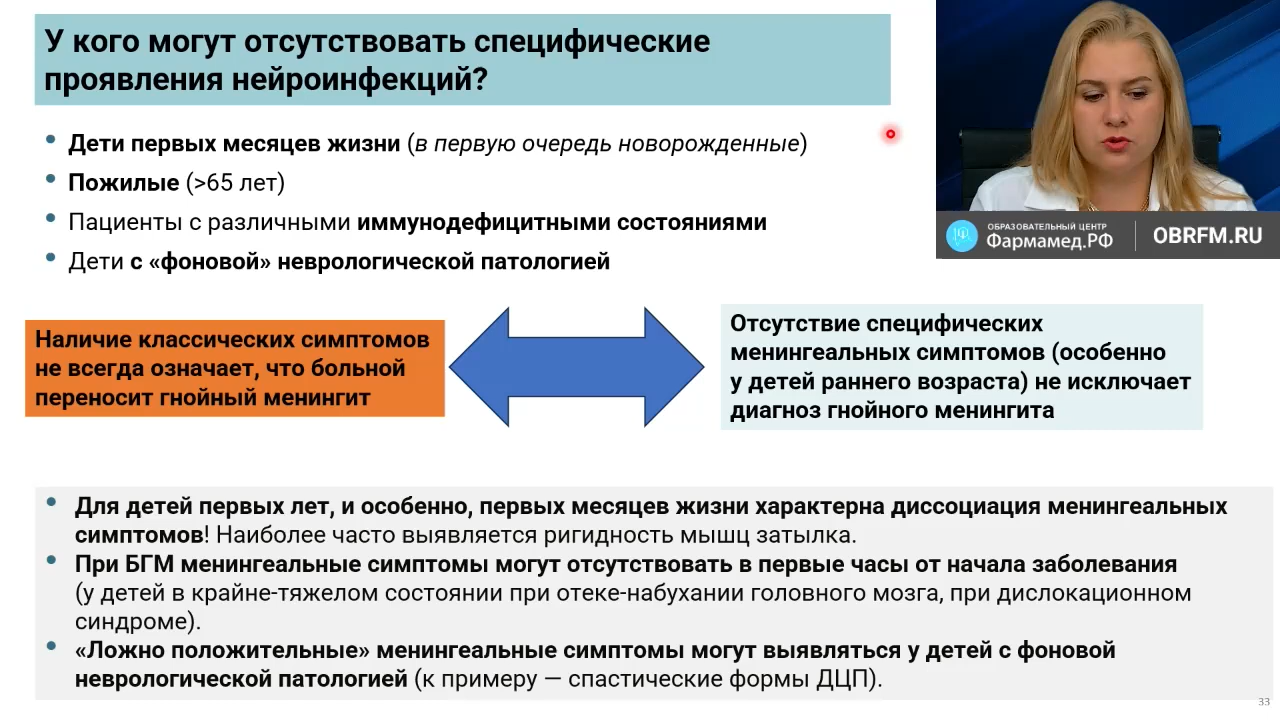 У кого могут отсутствовать специфические
проявления нейроинфекций?
• Дети первых месяцев жизни (в первую очередь новорожденные)
• Пожилые (>65 лет)
• Пациенты с различными иммунодефицитными состояниями
• Дети с «фоновой» неврологической патологией
ОБРАЗОВАТЕЛЬНЫЙ ЦЕНТР
Фармамед.РФ
OBRFM.RU
Наличие классических симптомов
не всегда означает, что больной
переносит гнойный менингит
Отсутствие специфических
менингеальных симптомов (особенно
у детей раннего возраста) не исключает
диагноз гнойного менингита
• Для детей первых лет, и особенно, первых месяцев жизни характерна диссоциация менингеальных
симптомов! Наиболее часто выявляется ригидность мышц затылка.
• При БГМ менингеальные симптомы могут отсутствовать в первые часы от начала заболевания
(у детей в крайне-тяжелом состоянии при отеке-набухании головного мозга, при дислокационном
синдроме).
• «Ложно положительные» менингеальные симптомы могут выявляться у детей с фоновой
неврологической патологией (к примеру — спастические формы ДЦП).
33